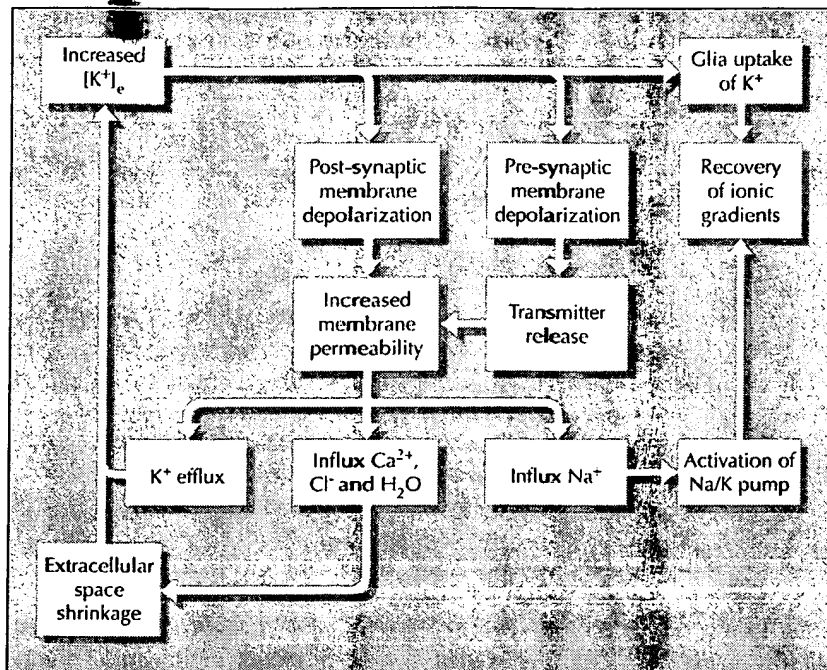 Increased
[K⁺]ₑ
Glia uptake
of K⁺
Post-synaptic
membrane
depolarization
Pre-synaptic
membrane
depolarization
Recovery
of ionic
gradients
Increased
membrane
permeability
Transmitter
release
K⁺ efflux
Influx Ca²⁺,
Cl⁻ and H₂O
Influx Na⁺
Activation of
Na/K pump
Extracellular
space
shrinkage